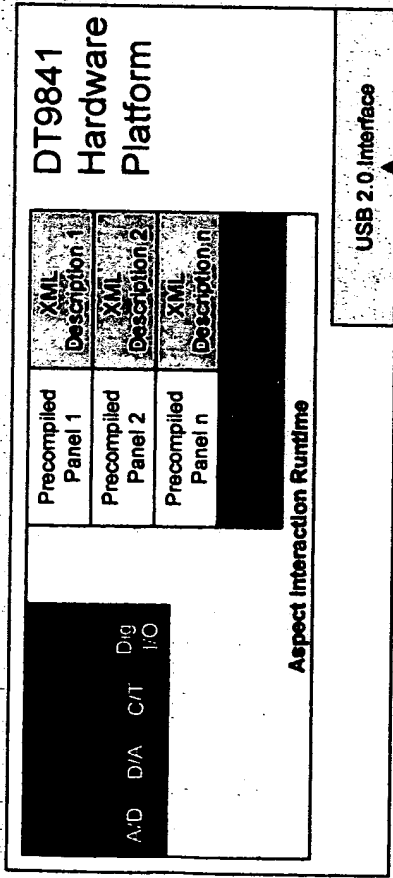 DT9841
Hardware
Platform
Precompiled
Panel 1
XML
Description 1
Precompiled
Panel 2
XML
Description 2
Precompiled
Panel n
XML
Description n
A/D D/A C/T Dig
I/O
Aspect Interaction Runtime
USB 2.0 Interface